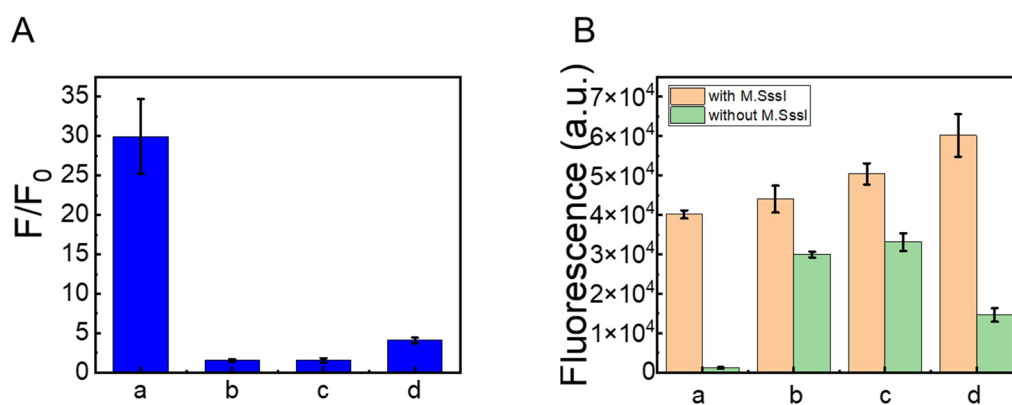 A
35
30
25
20
15
10
5
0
F/F₀
a b c d
B
7×10⁴
6×10⁴
5×10⁴
4×10⁴
3×10⁴
2×10⁴
1×10⁴
0
Fluorescence (a.u.)
with M.SssI
without M.SssI
a b c d